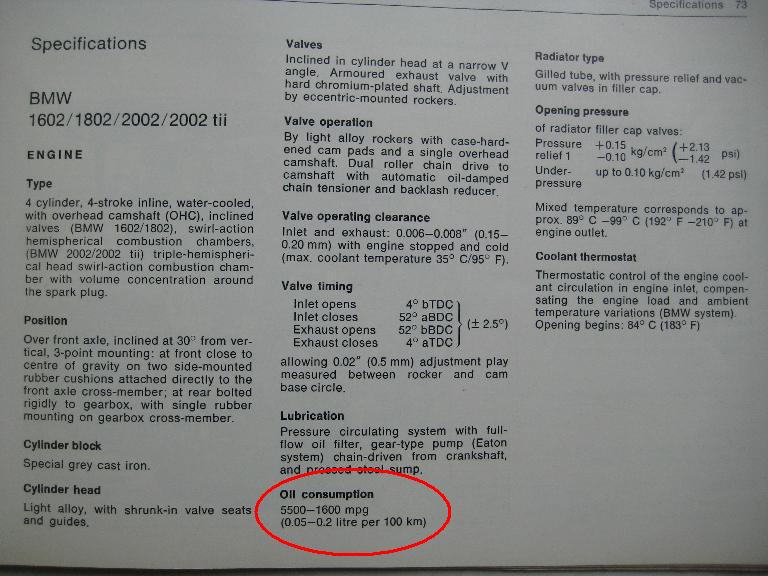 Specifications 73
Specifications
BMW
1602/1802/2002/2002 tii
ENGINE
Type
4 cylinder, 4-stroke inline, water-cooled,
with overhead camshaft (OHC), inclined
valves (BMW 1602/1802), swirl-action
hemispherical combustion chambers,
(BMW 2002/2002 tii) triple-hemispheri-
cal head swirl-action combustion cham-
ber with volume concentration around
the spark plug.
Position
Over front axle, inclined at 30° from ver-
tical, 3-point mounting: at front close to
centre of gravity on two side-mounted
rubber cushions attached directly to the
front axle cross-member; at rear bolted
rigidly to gearbox, with single rubber
mounting on gearbox cross-member.
Cylinder block
Special grey cast iron.
Cylinder head
Light alloy, with shrunk-in valve seats
and guides.
Valves
Inclined in cylinder head at a narrow V
angle. Armoured exhaust valve with
hard chromium-plated shaft. Adjustment
by eccentric-mounted rockers.
Valve operation
By light alloy rockers with case-hard-
ened cam pads and a single overhead
camshaft. Dual roller chain drive to
camshaft with automatic oil-damped
chain tensioner and backlash reducer.
Valve operating clearance
Inlet and exhaust: 0.006–0.008" (0.15–
0.20 mm) with engine stopped and cold
(max. coolant temperature 35° C/95° F).
Valve timing
Inlet opens 4° bTDC
Inlet closes 52° aBDC
Exhaust opens 52° bBDC (± 2.5°)
Exhaust closes 4° aTDC
allowing 0.02" (0.5 mm) adjustment play
measured between rocker and cam
base circle.
Lubrication
Pressure circulating system with full-
flow oil filter, gear-type pump (Eaton
system) chain-driven from crankshaft,
and pressed steel sump.
Oil consumption
5500–1600 mpg
(0.05–0.2 litre per 100 km)
Radiator type
Gilled tube, with pressure relief and vac-
uum valves in filler cap.
Opening pressure
of radiator filler cap valves:
Pressure +0.15 kg/cm² (+2.13 psi)
relief 1 –0.10 –1.42
Under- up to 0.10 kg/cm² (1.42 psi)
pressure
Mixed temperature corresponds to ap-
prox. 89° C –99° C (192° F –210° F) at
engine outlet.
Coolant thermostat
Thermostatic control of the engine cool-
ant circulation in engine inlet, compen-
sating the engine load and ambient
temperature variations (BMW system).
Opening begins: 84° C (183° F)